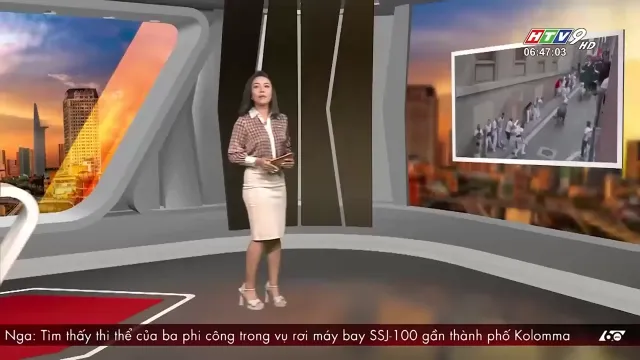 HTV9 HD
06:47:03
Nga: Tìm thấy thi thể của ba phi công trong vụ rơi máy bay SSJ-100 gần thành phố Kolomma
60